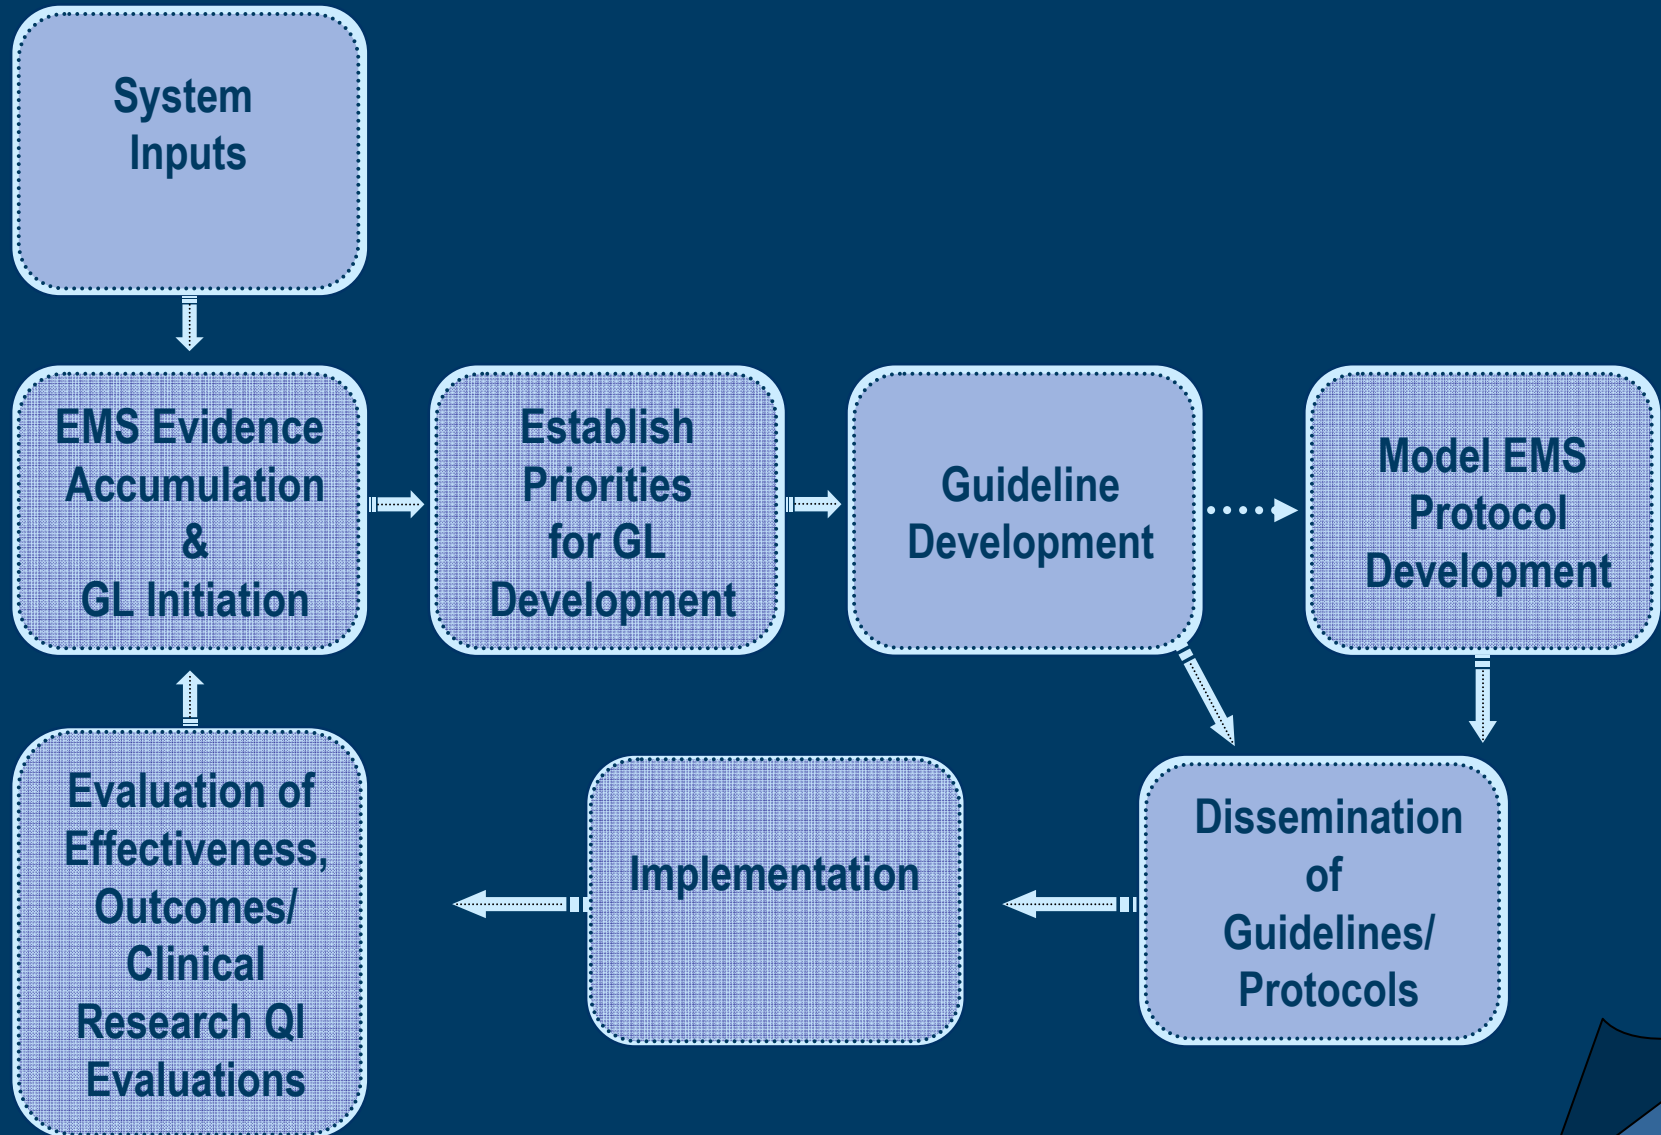 System
Inputs
EMS Evidence
Accumulation
&
GL Initiation
Establish
Priorities
for GL
Development
Guideline
Development
Model EMS
Protocol
Development
Evaluation of
Effectiveness,
Outcomes/
Clinical
Research QI
Evaluations
Implementation
Dissemination
of
Guidelines/
Protocols